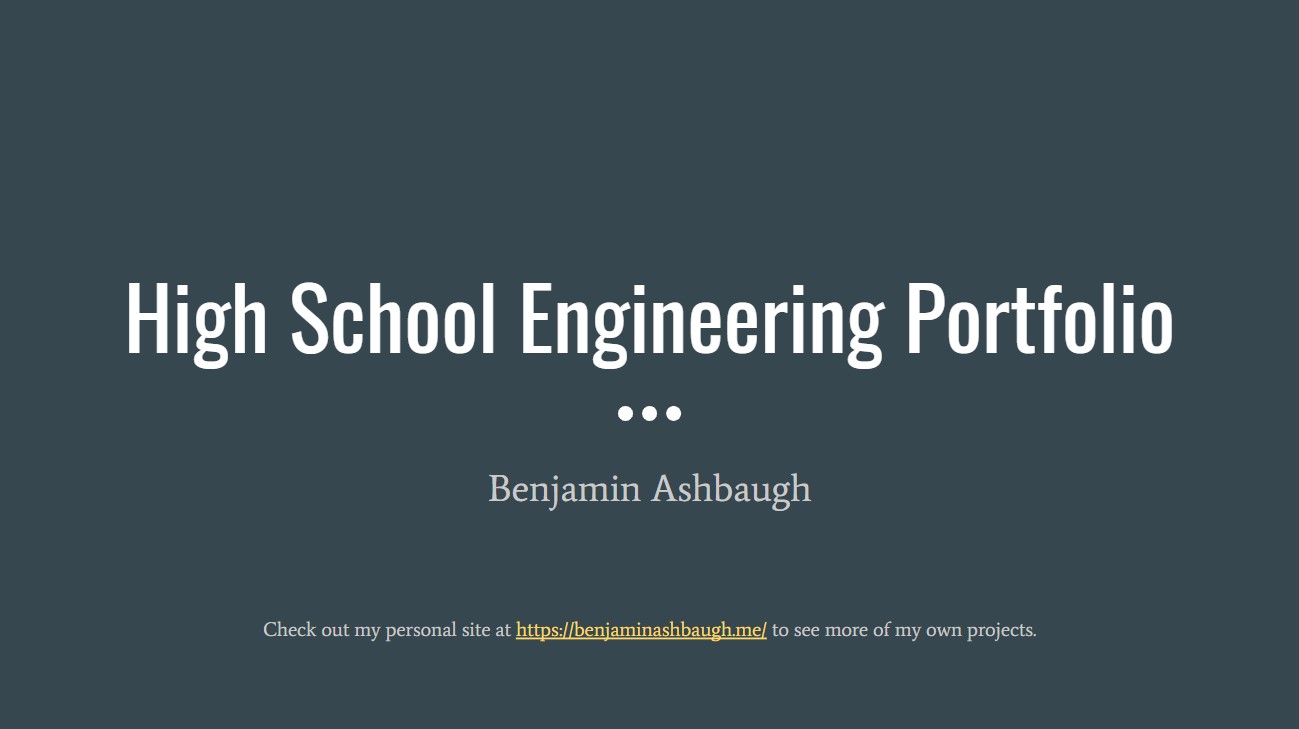 High School Engineering Portfolio
Benjamin Ashbaugh
Check out my personal site at https://benjaminashbaugh.me/ to see more of my own projects.